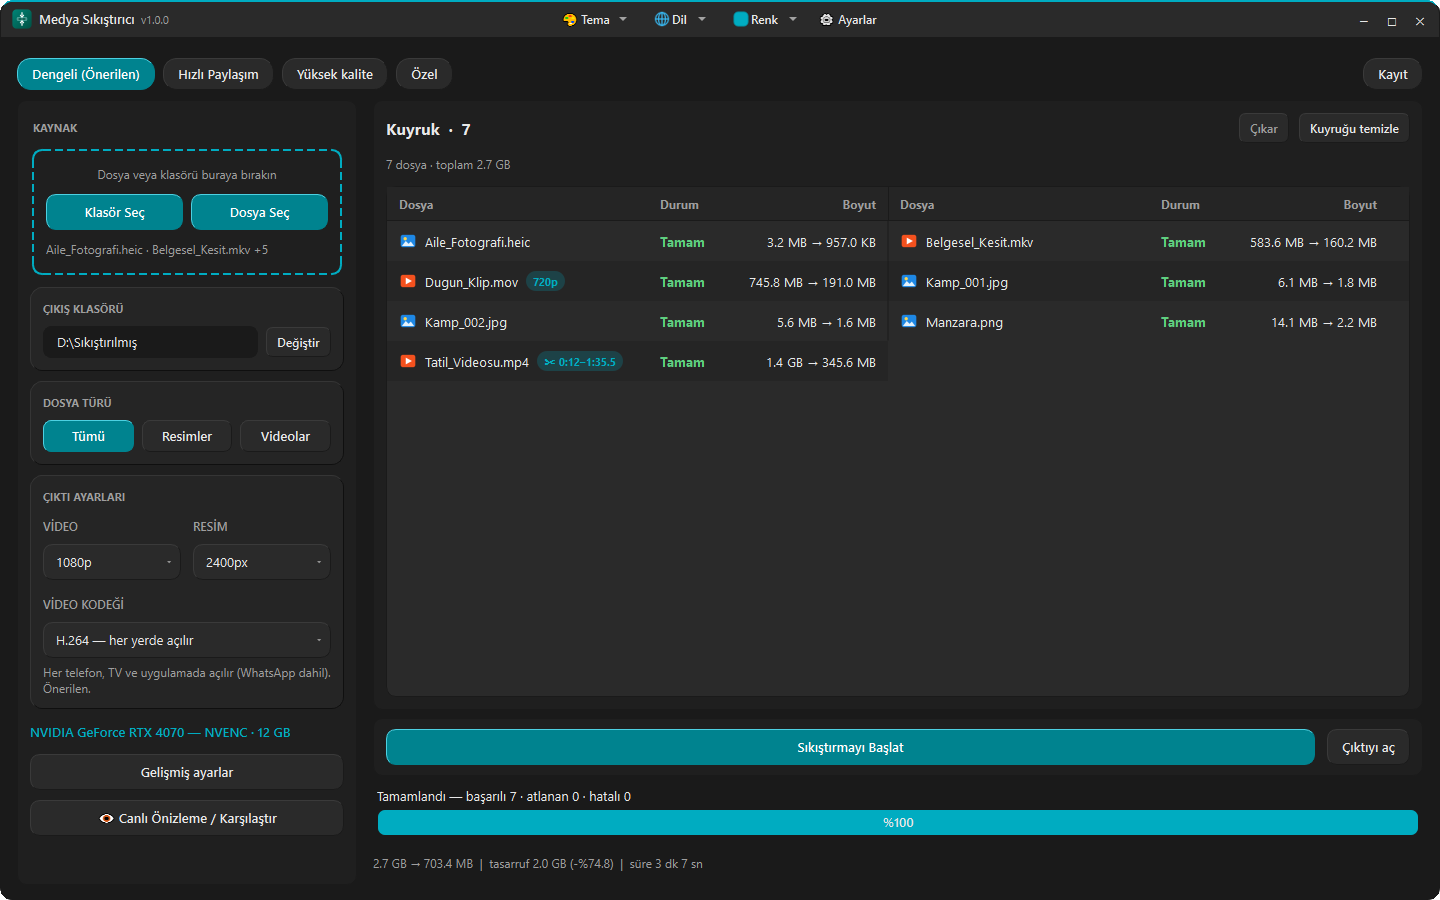 Medya Sıkıştırıcı v1.0.0
Tema
Dil
Renk
Ayarlar
Dengeli (Önerilen)
Hızlı Paylaşım
Yüksek kalite
Özel
Kayıt
KAYNAK
Dosya veya klasörü buraya bırakın
Klasör Seç
Dosya Seç
Aile_Fotografi.heic · Belgesel_Kesit.mkv +5
ÇIKIŞ KLASÖRÜ
D:\Sıkıştırılmış
Değiştir
DOSYA TÜRÜ
Tümü
Resimler
Videolar
ÇIKTI AYARLARI
VİDEO
RESİM
1080p
2400px
VİDEO KODEĞİ
H.264 — her yerde açılır
Her telefon, TV ve uygulamada açılır (WhatsApp dahil).
Önerilen.
NVIDIA GeForce RTX 4070 — NVENC · 12 GB
Gelişmiş ayarlar
Canlı Önizleme / Karşılaştır
Kuyruk · 7
Çıkar
Kuyruğu temizle
7 dosya · toplam 2.7 GB
Dosya Durum Boyut Dosya Durum Boyut
Aile_Fotografi.heic Tamam 3.2 MB → 957.0 KB
Belgesel_Kesit.mkv Tamam 583.6 MB → 160.2 MB
Dugun_Klip.mov 720p Tamam 745.8 MB → 191.0 MB
Kamp_001.jpg Tamam 6.1 MB → 1.8 MB
Kamp_002.jpg Tamam 5.6 MB → 1.6 MB
Manzara.png Tamam 14.1 MB → 2.2 MB
Tatil_Videosu.mp4 ✂ 0:12–1:35.5 Tamam 1.4 GB → 345.6 MB
Sıkıştırmayı Başlat
Çıktıyı aç
Tamamlandı — başarılı 7 · atlanan 0 · hatalı 0
%100
2.7 GB → 703.4 MB | tasarruf 2.0 GB (-%74.8) | süre 3 dk 7 sn